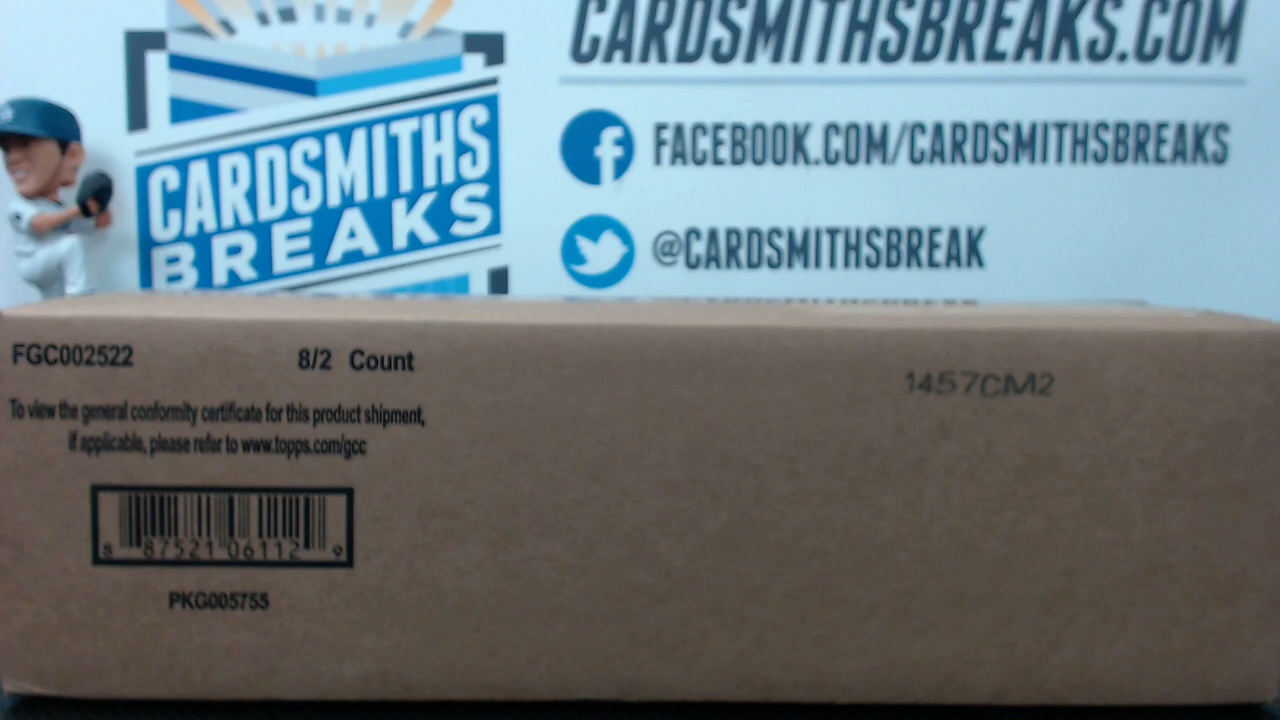 CARDSMITHSBREAKS.COM
CARDSMITHS
BREAKS
FACEBOOK.COM/CARDSMITHSBREAKS
@CARDSMITHSBREAK
FGC002522
8/2 Count
1457CM2
To view the general conformity certificate for this product shipment,
if applicable, please refer to www.topps.com/gcc
8 87521 06112 9
PKG005755